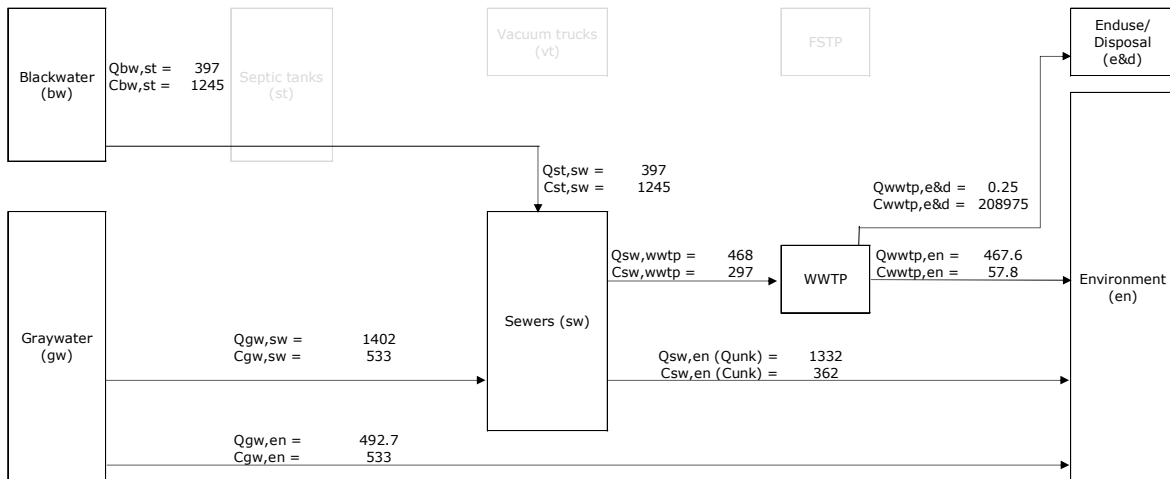 Blackwater
(bw)
Qbw,st = 397
Cbw,st = 1245
Septic tanks
(st)
Vacuum trucks
(vt)
FSTP
Enduse/
Disposal
(e&d)
Qst,sw = 397
Cst,sw = 1245
Qwwtp,e&d = 0.25
Cwwtp,e&d = 208975
Graywater
(gw)
Qgw,sw = 1402
Cgw,sw = 533
Sewers (sw)
Qsw,wwtp = 468
Csw,wwtp = 297
WWTP
Qwwtp,en = 467.6
Cwwtp,en = 57.8
Environment
(en)
Qsw,en (Qunk) = 1332
Csw,en (Cunk) = 362
Qgw,en = 492.7
Cgw,en = 533